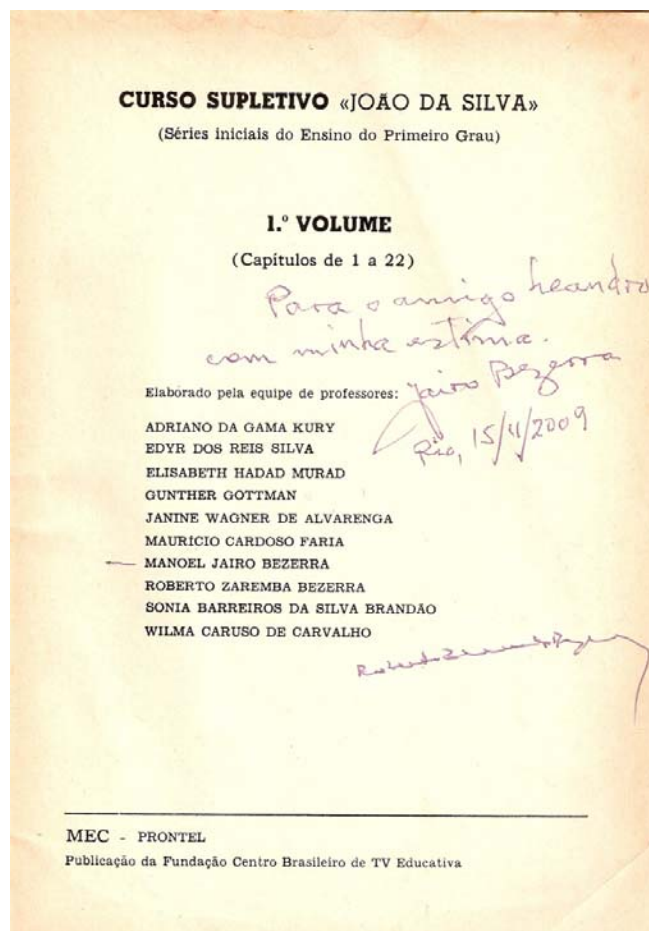 CURSO SUPLETIVO «JOÃO DA SILVA»
(Séries iniciais do Ensino do Primeiro Grau)
1.º VOLUME
(Capítulos de 1 a 22)
Para o amigo Leandro
com minha estima.
Jairo Bezerra
Rio, 15/4/2009
Elaborado pela equipe de professores:
ADRIANO DA GAMA KURY
EDYR DOS REIS SILVA
ELISABETH HADAD MURAD
GUNTHER GOTTMAN
JANINE WAGNER DE ALVARENGA
MAURÍCIO CARDOSO FARIA
MANOEL JAIRO BEZERRA
ROBERTO ZAREMBA BEZERRA
SONIA BARREIROS DA SILVA BRANDÃO
WILMA CARUSO DE CARVALHO
MEC - PRONTEL
Publicação da Fundação Centro Brasileiro de TV Educativa